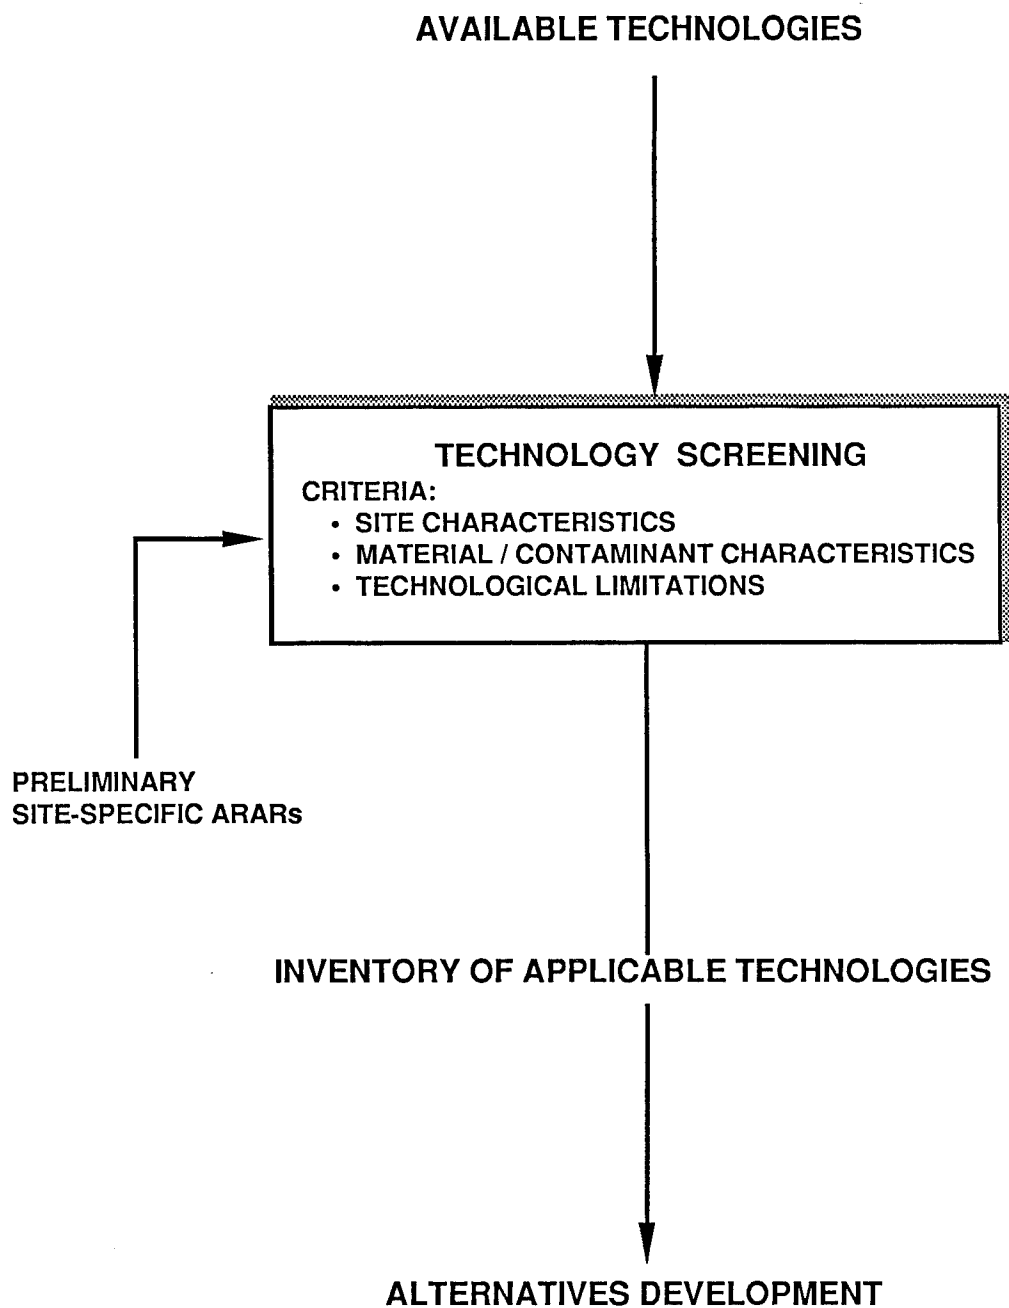 AVAILABLE TECHNOLOGIES
TECHNOLOGY SCREENING
CRITERIA:
• SITE CHARACTERISTICS
• MATERIAL / CONTAMINANT CHARACTERISTICS
• TECHNOLOGICAL LIMITATIONS
PRELIMINARY
SITE-SPECIFIC ARARs
INVENTORY OF APPLICABLE TECHNOLOGIES
ALTERNATIVES DEVELOPMENT